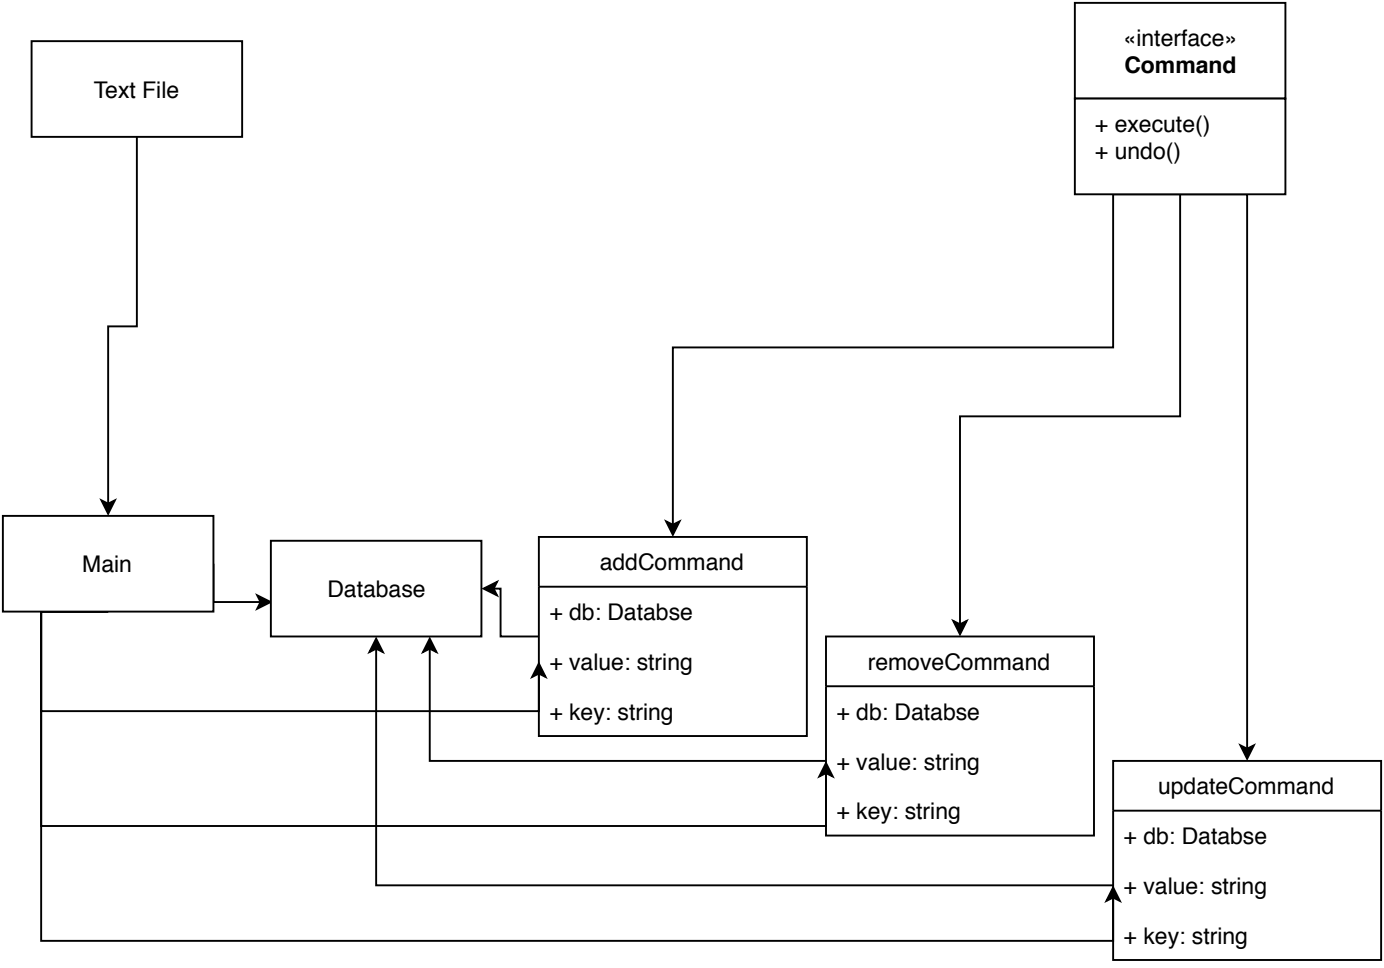 «interface»
Command
+ execute()
+ undo()
Text File
Main
Database
addCommand
+ db: Databse
+ value: string
+ key: string
removeCommand
+ db: Databse
+ value: string
+ key: string
updateCommand
+ db: Databse
+ value: string
+ key: string